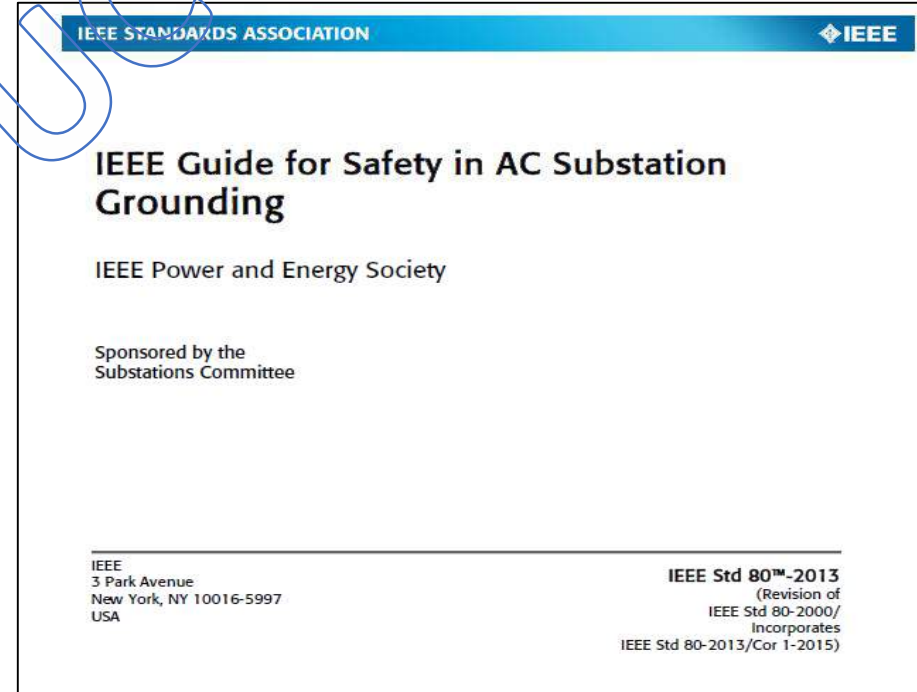 IEEE STANDARDS ASSOCIATION
IEEE
IEEE Guide for Safety in AC Substation
Grounding
IEEE Power and Energy Society
Sponsored by the
Substations Committee
IEEE
3 Park Avenue
New York, NY 10016-5997
USA
IEEE Std 80™-2013
(Revision of
IEEE Std 80-2000/
Incorporates
IEEE Std 80-2013/Cor 1-2015)